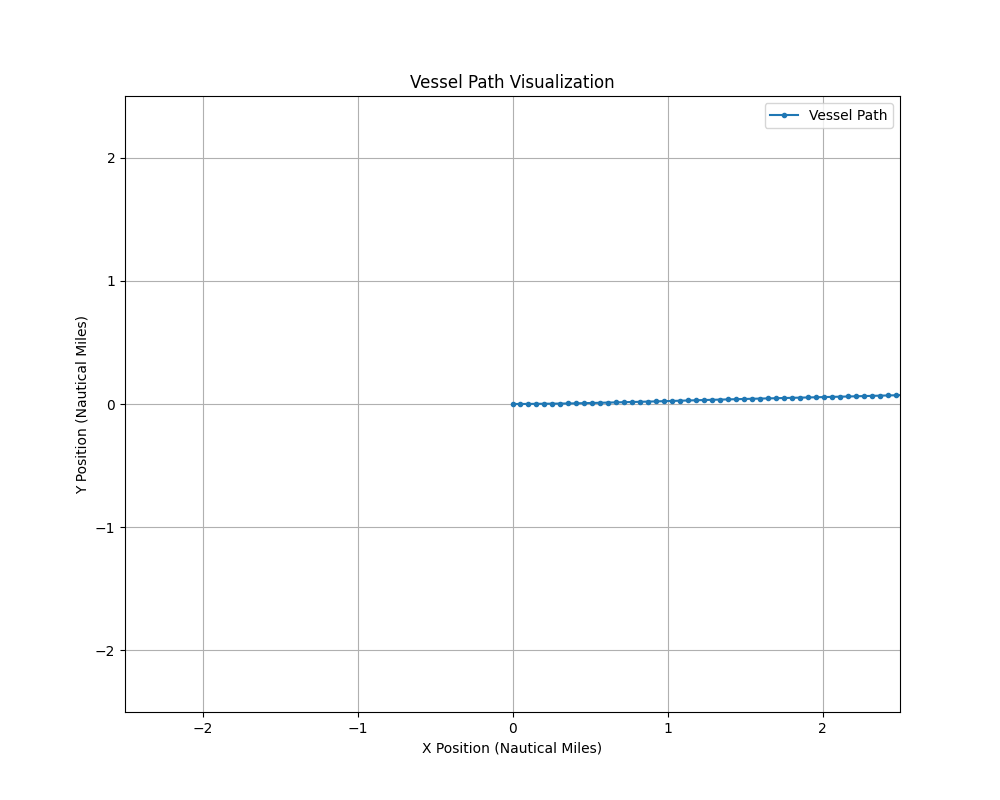 Vessel Path Visualization
Vessel Path
2
1
0
−1
−2
Y Position (Nautical Miles)
−2
−1
0
1
2
X Position (Nautical Miles)